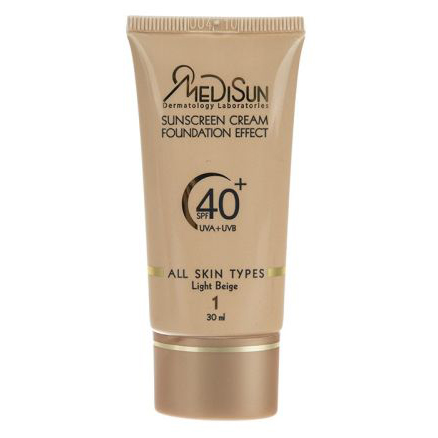 MEDISUN
Dermatology Laboratories
SUNSCREEN CREAM
FOUNDATION EFFECT
SPF 40+
UVA+UVB
ALL SKIN TYPES
Light Beige
1
30 ml